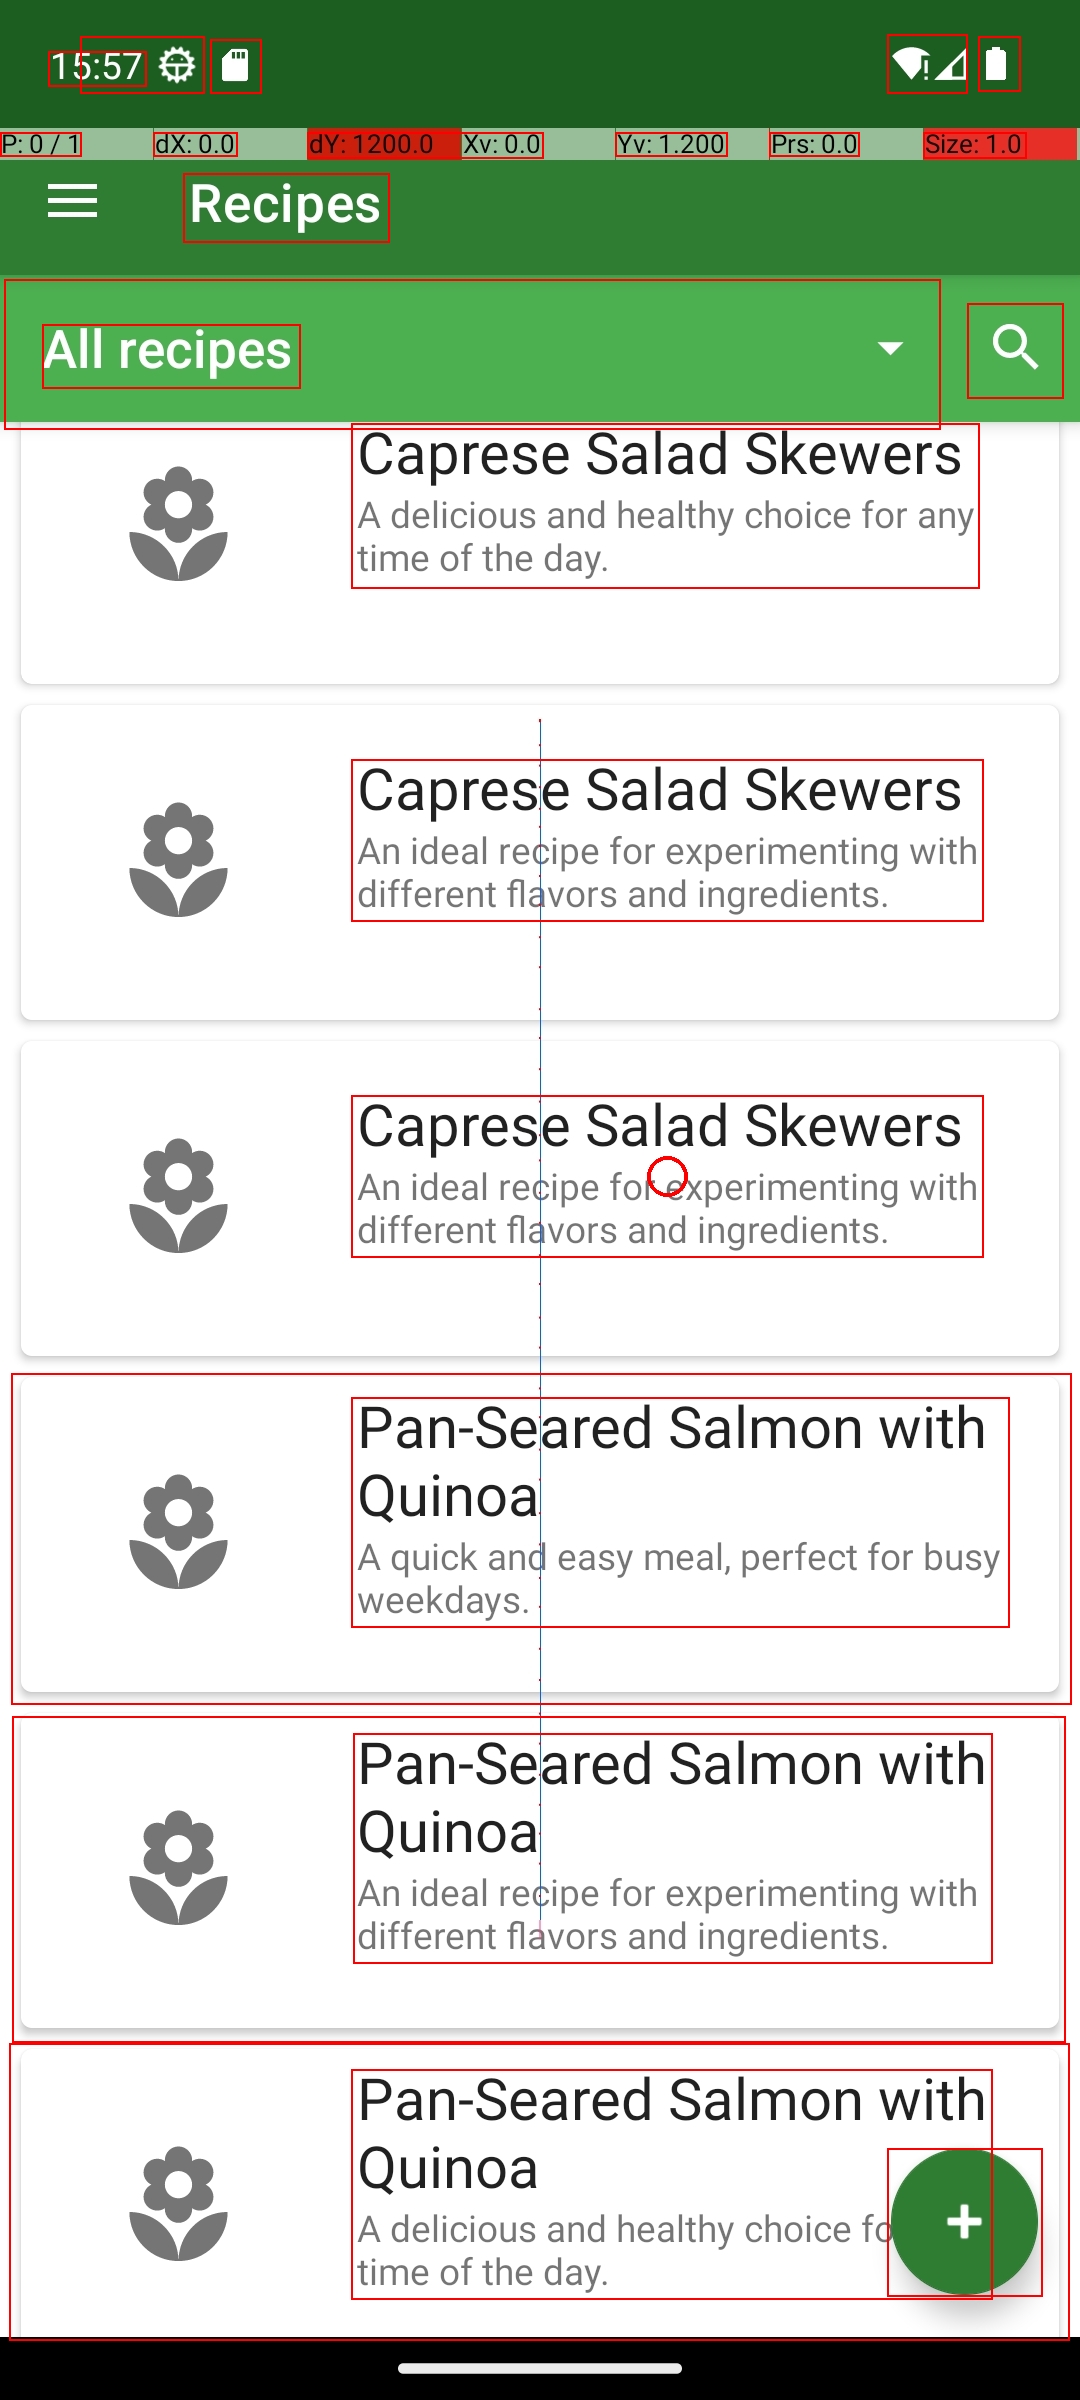 15:57
P: 0 / 1 dX: 0.0 dY: 1200.0 Xv: 0.0 Yv: 1.200 Prs: 0.0 Size: 1.0
Recipes
All recipes
Caprese Salad Skewers
A delicious and healthy choice for any
time of the day.
Caprese Salad Skewers
An ideal recipe for experimenting with
different flavors and ingredients.
Caprese Salad Skewers
An ideal recipe for experimenting with
different flavors and ingredients.
Pan-Seared Salmon with
Quinoa
A quick and easy meal, perfect for busy
weekdays.
Pan-Seared Salmon with
Quinoa
An ideal recipe for experimenting with
different flavors and ingredients.
Pan-Seared Salmon with
Quinoa
A delicious and healthy choice fo
time of the day.